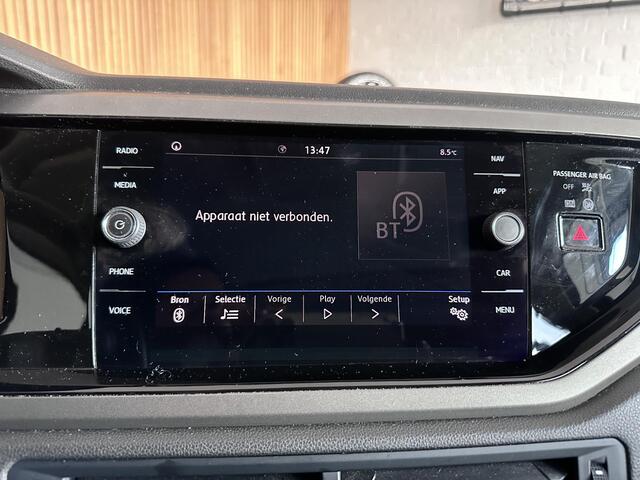 RADIO
MEDIA
PHONE
VOICE
13:47
8.5°C
Apparaat niet verbonden.
BT
Bron
Selectie
Vorige
Play
Volgende
Setup
NAV
APP
CAR
MENU
PASSENGER AIR BAG
OFF